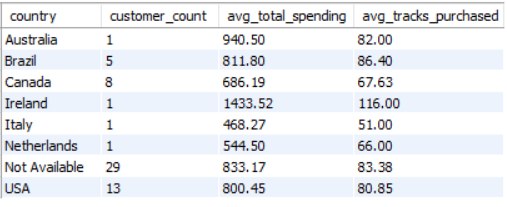 country customer_count avg_total_spending avg_tracks_purchased
Australia 1 940.50 82.00
Brazil 5 811.80 86.40
Canada 8 686.19 67.63
Ireland 1 1433.52 116.00
Italy 1 468.27 51.00
Netherlands 1 544.50 66.00
Not Available 29 833.17 83.38
USA 13 800.45 80.85